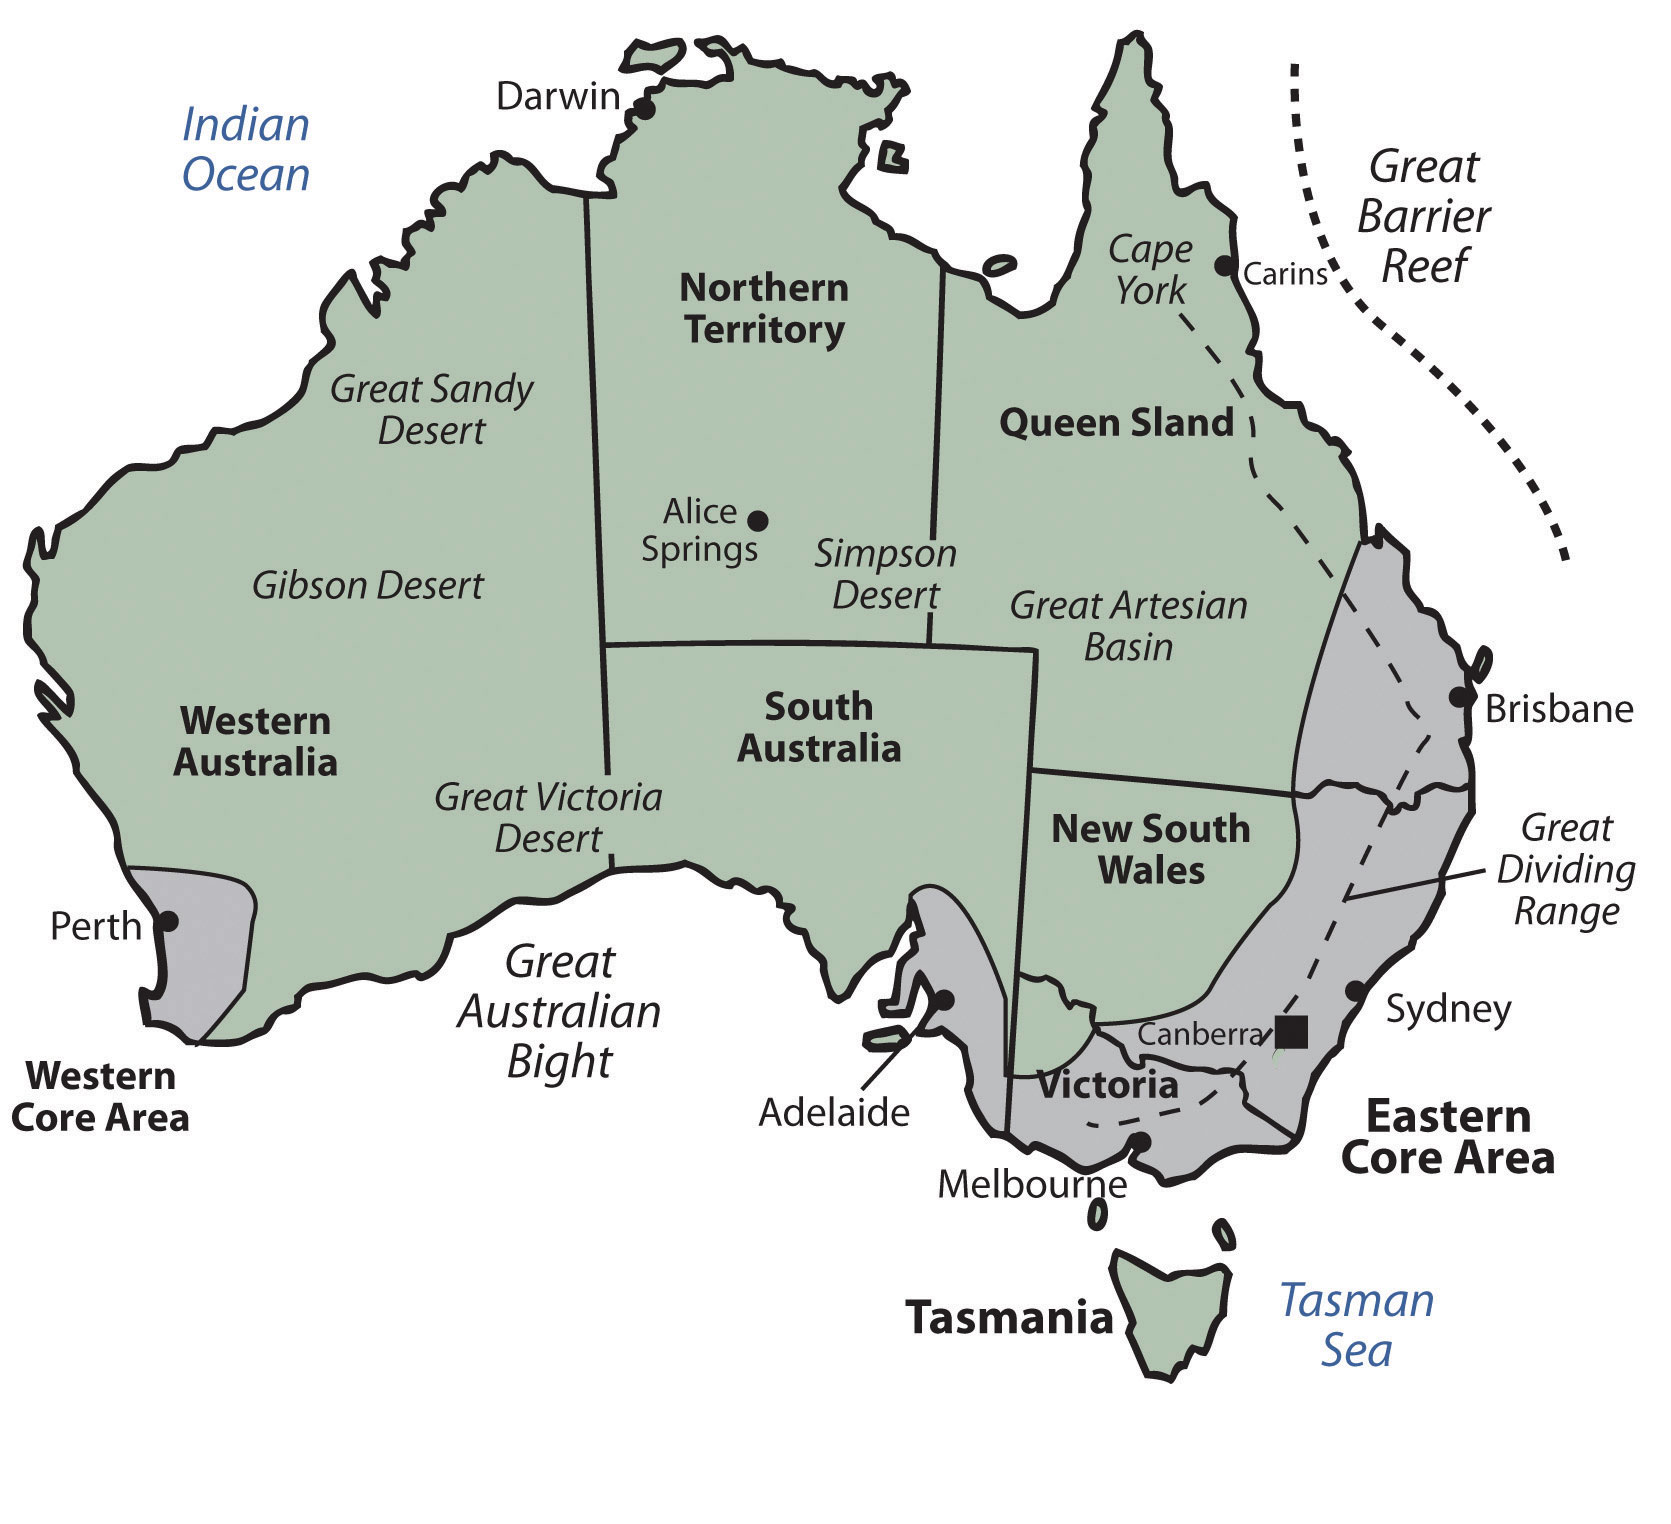 Darwin
Indian
Ocean
Great
Barrier
Reef
Cape
York
Carins
Northern
Territory
Great Sandy
Desert
Queen Sland
Alice
Springs
Simpson
Desert
Gibson Desert
Great Artesian
Basin
Western
Australia
South
Australia
Brisbane
Great Victoria
Desert
New South
Wales
Great
Dividing
Range
Perth
Great
Australian
Bight
Sydney
Canberra
Western
Core Area
Victoria
Adelaide
Eastern
Core Area
Melbourne
Tasmania
Tasman
Sea